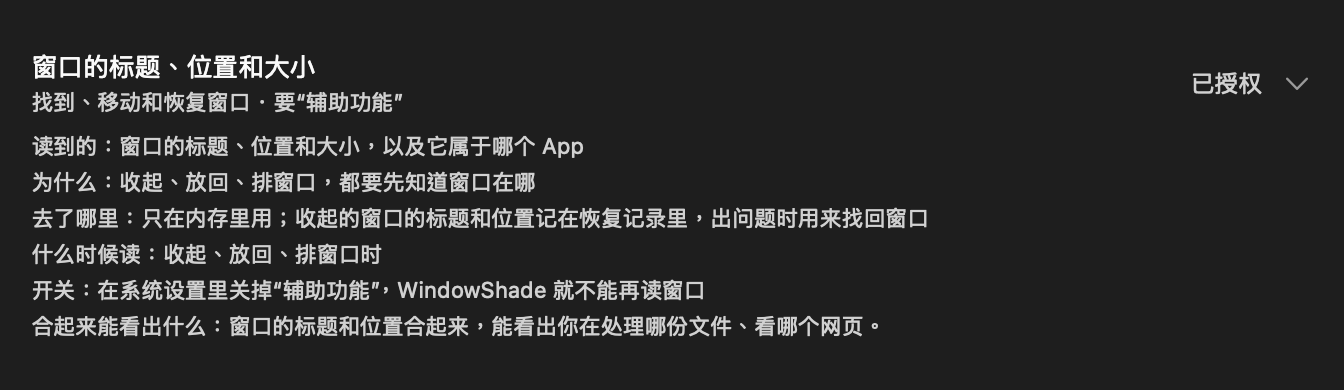 窗口的标题、位置和大小
已授权
找到、移动和恢复窗口·要“辅助功能”
读到的：窗口的标题、位置和大小，以及它属于哪个 App
为什么：收起、放回、排窗口，都要先知道窗口在哪
去了哪里：只在内存里用；收起的窗口的标题和位置记在恢复记录里，出问题时用来找回窗口
什么时候读：收起、放回、排窗口时
开关：在系统设置里关掉“辅助功能”，WindowShade 就不能再读窗口
合起来能看出什么：窗口的标题和位置合起来，能看出你在处理哪份文件、看哪个网页。